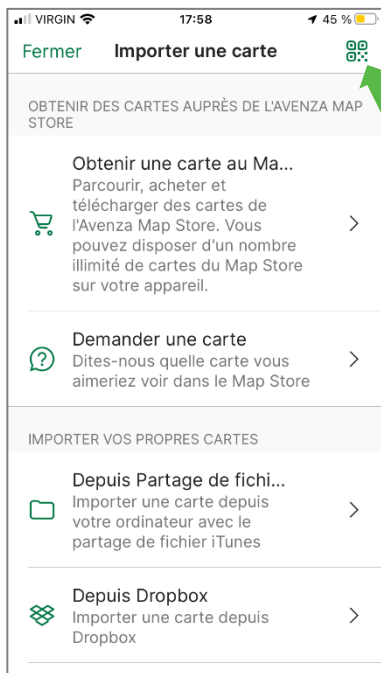 VIRGIN 17:58 45 %
Fermer Importer une carte
OBTENIR DES CARTES AUPRÈS DE L'AVENZA MAP
STORE
Obtenir une carte au Ma...
Parcourir, acheter et
télécharger des cartes de
l'Avenza Map Store. Vous
pouvez disposer d'un nombre
illimité de cartes du Map Store
sur votre appareil.
Demander une carte
Dites-nous quelle carte vous
aimeriez voir dans le Map Store
IMPORTER VOS PROPRES CARTES
Depuis Partage de fichi...
Importer une carte depuis
votre ordinateur avec le
partage de fichier iTunes
Depuis Dropbox
Importer une carte depuis
Dropbox